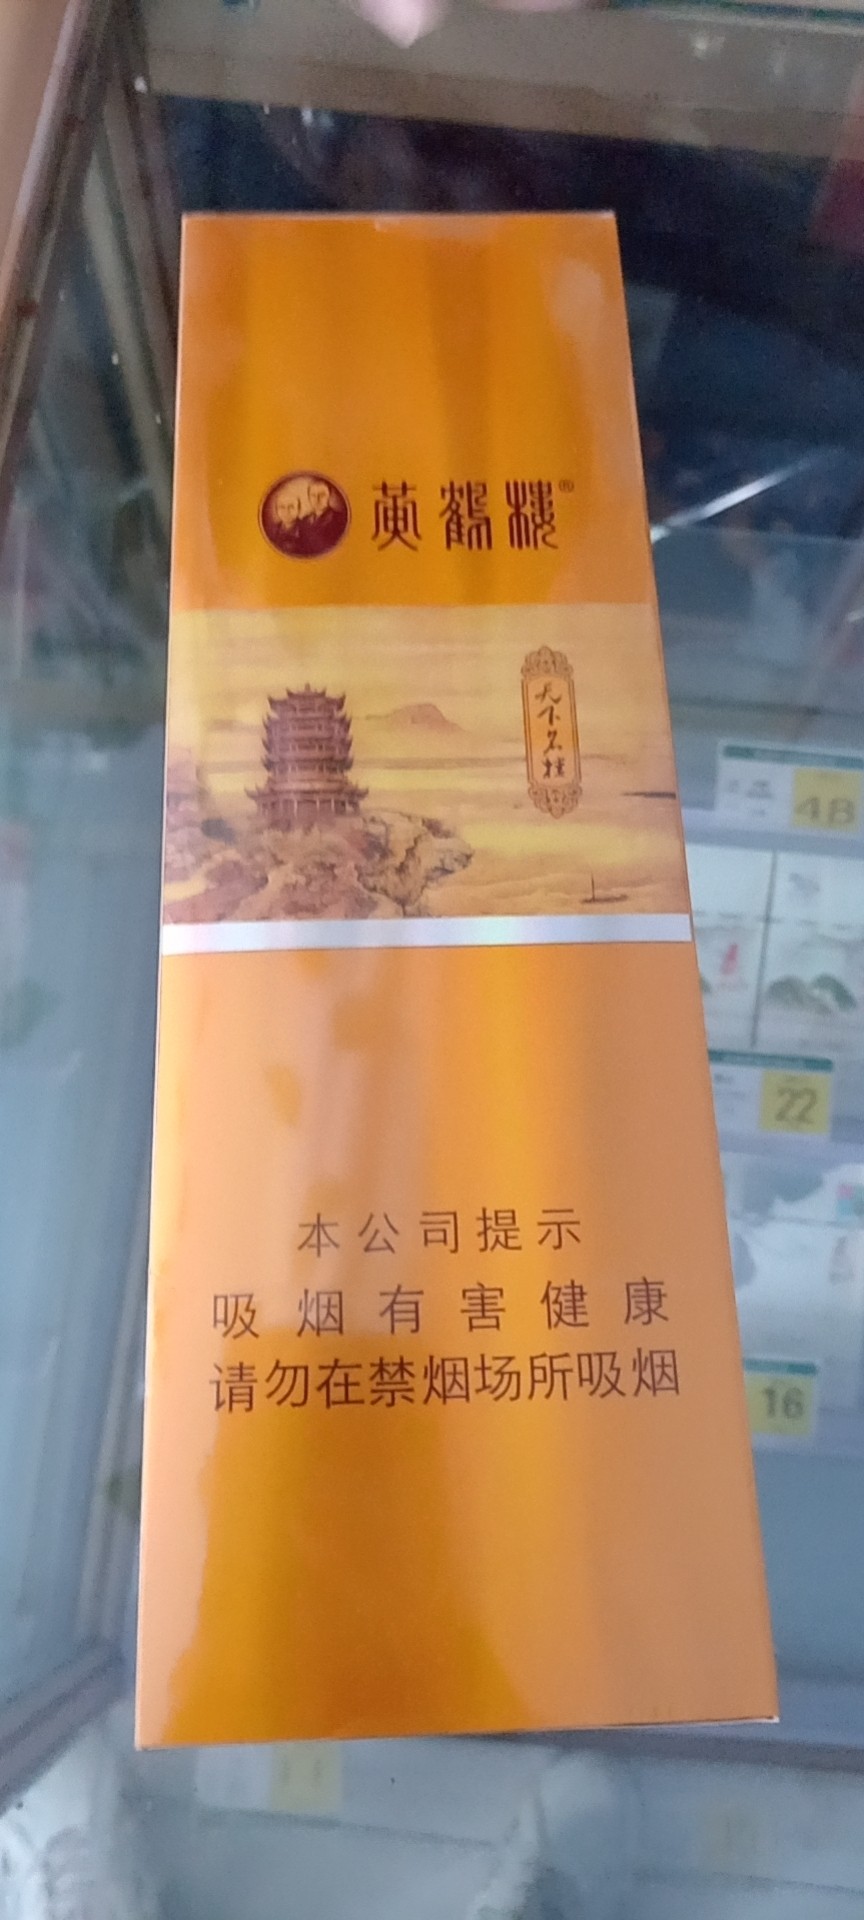 黄鹤楼®
天下名楼
本公司提示
吸烟有害健康
请勿在禁烟场所吸烟
48
22
16